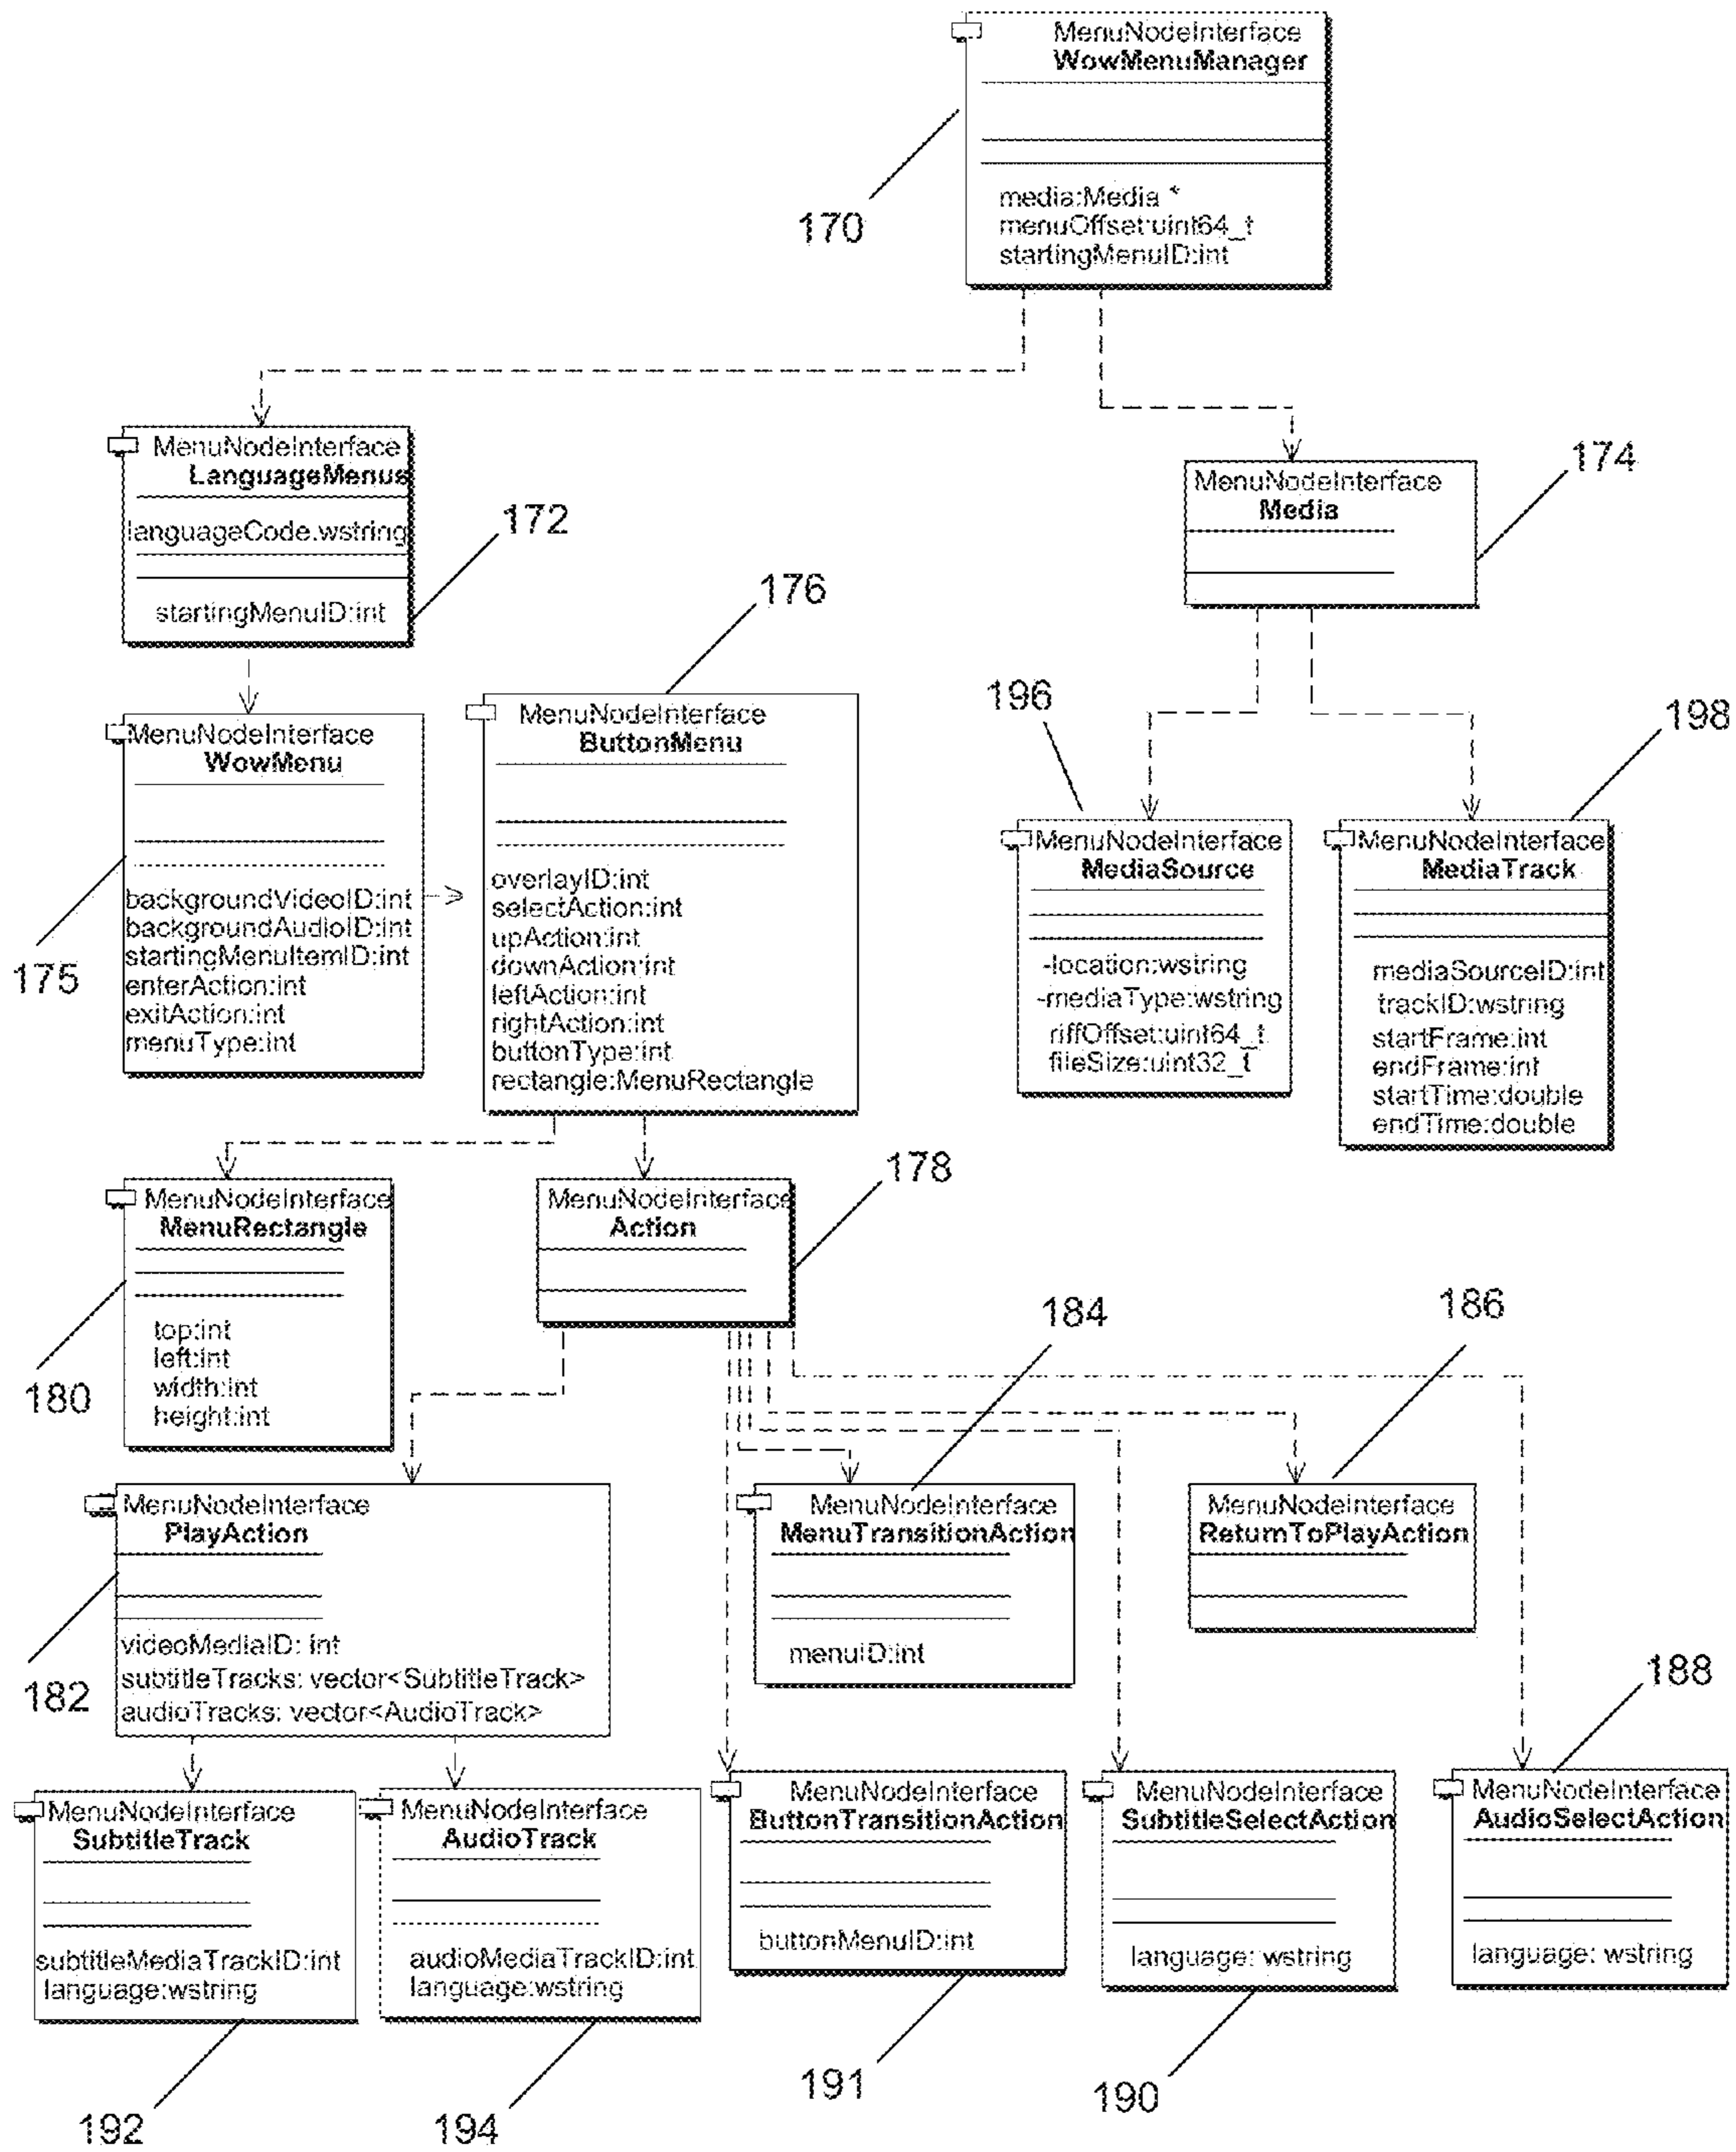 MenuNodeInterface
WowMenuManager
media:Media *
menuOffset:uint64_t
startingMenuID:int
170
MenuNodeInterface
LanguageMenus
languageCode.wstring
startingMenuID:int
172
MenuNodeInterface
Media
174
MenuNodeInterface
WowMenu
backgroundVideoID:int
backgroundAudioID:int
startingMenuItemID:int
enterAction:int
exitAction:int
menuType:int
175
176
MenuNodeInterface
ButtonMenu
overlayID:int
selectAction:int
upAction:int
downAction:int
leftAction:int
rightAction:int
buttonType:int
rectangle:MenuRectangle
196
MenuNodeInterface
MediaSource
-location:wstring
-mediaType:wstring
riffOffset:uint64_t
fileSize:uint32_t
198
MenuNodeInterface
MediaTrack
mediaSourceID:int
trackID:wstring
startFrame:int
endFrame:int
startTime:double
endTime:double
MenuNodeInterface
MenuRectangle
top:int
left:int
width:int
height:int
180
MenuNodeInterface
Action
178
MenuNodeInterface
PlayAction
videoMediaID: int
subtitleTracks: vector<SubtitleTrack>
audioTracks: vector<AudioTrack>
182
184
MenuNodeInterface
MenuTransitionAction
menuID:int
186
MenuNodeInterface
ReturnToPlayAction
MenuNodeInterface
SubtitleTrack
subtitleMediaTrackID:int
language:wstring
192
MenuNodeInterface
AudioTrack
audioMediaTrackID:int
language:wstring
194
MenuNodeInterface
ButtonTransitionAction
buttonMenuID:int
191
MenuNodeInterface
SubtitleSelectAction
language: wstring
190
188
MenuNodeInterface
AudioSelectAction
language: wstring